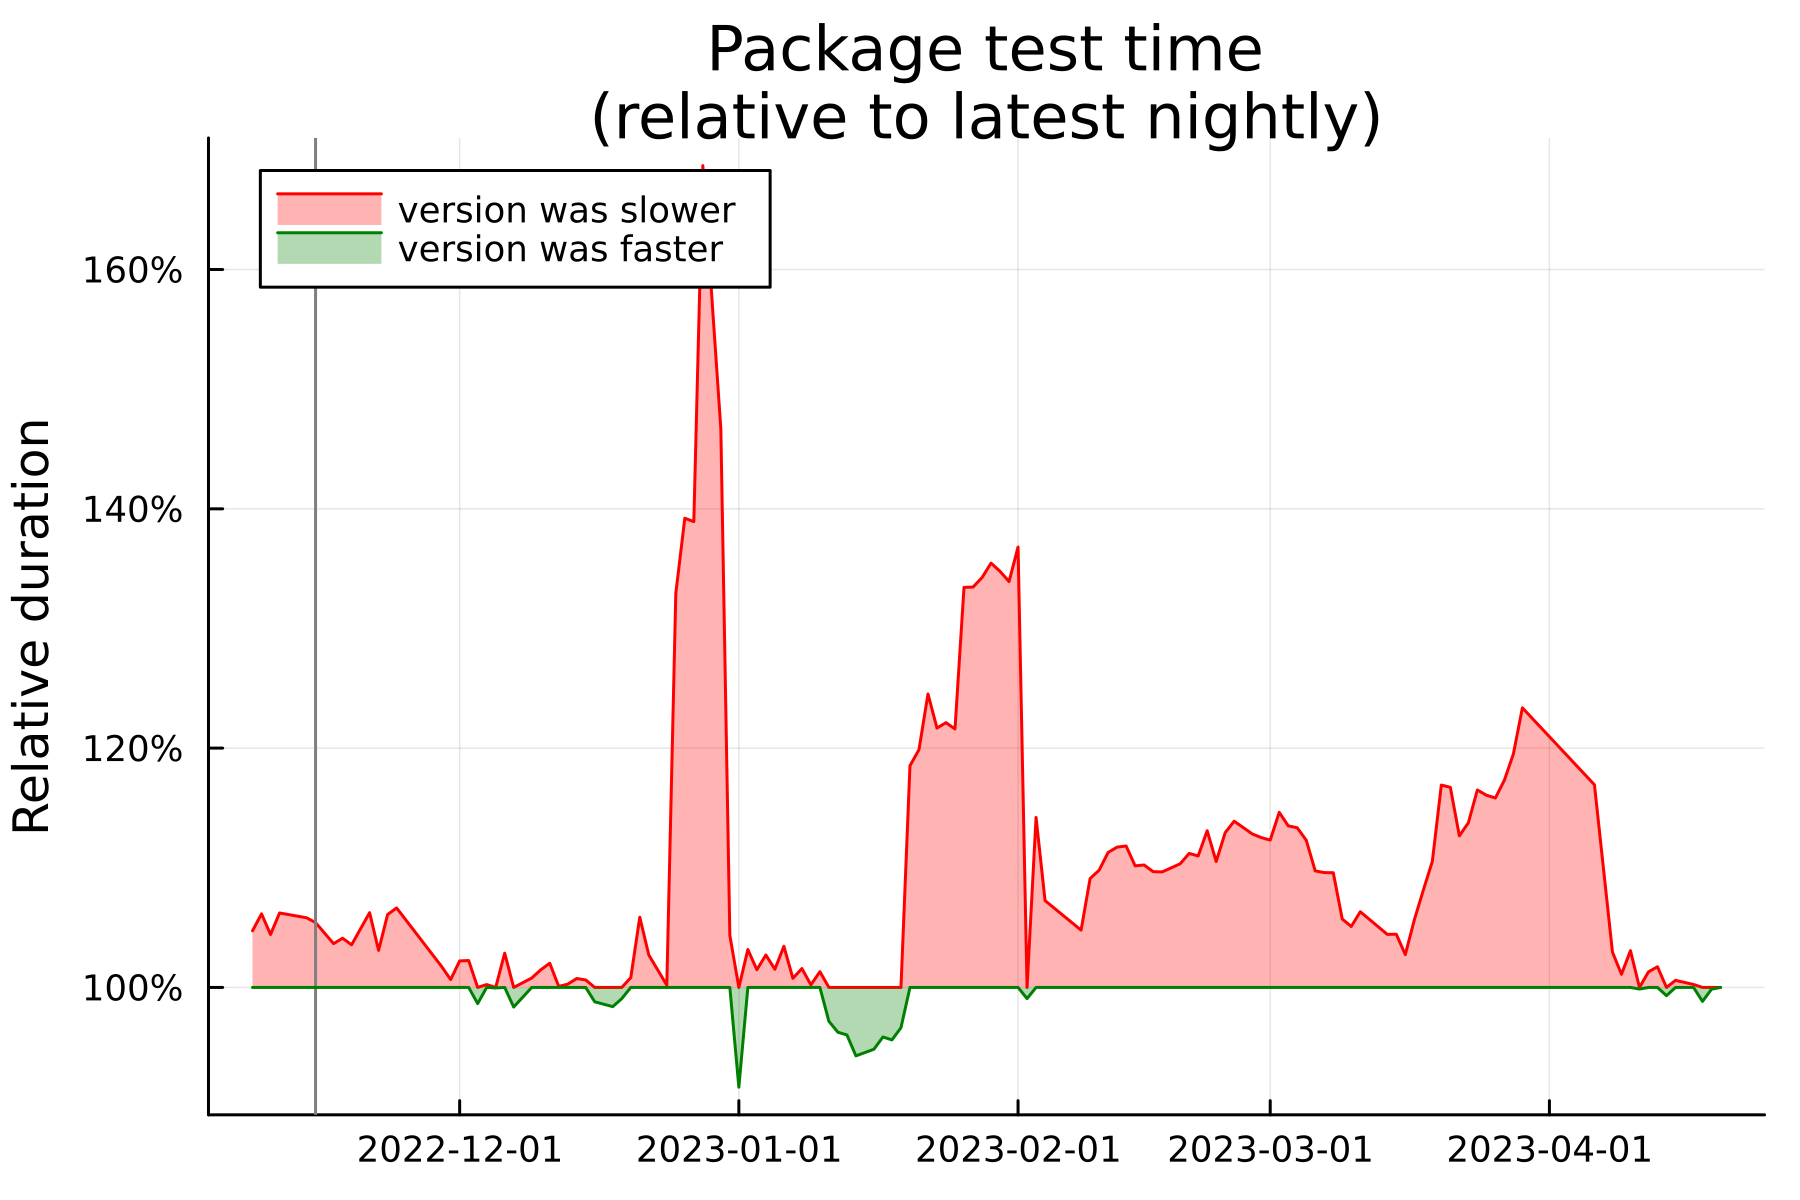 Package test time
(relative to latest nightly)
version was slower
version was faster
160%
140%
120%
100%
Relative duration
2022-12-01
2023-01-01
2023-02-01
2023-03-01
2023-04-01